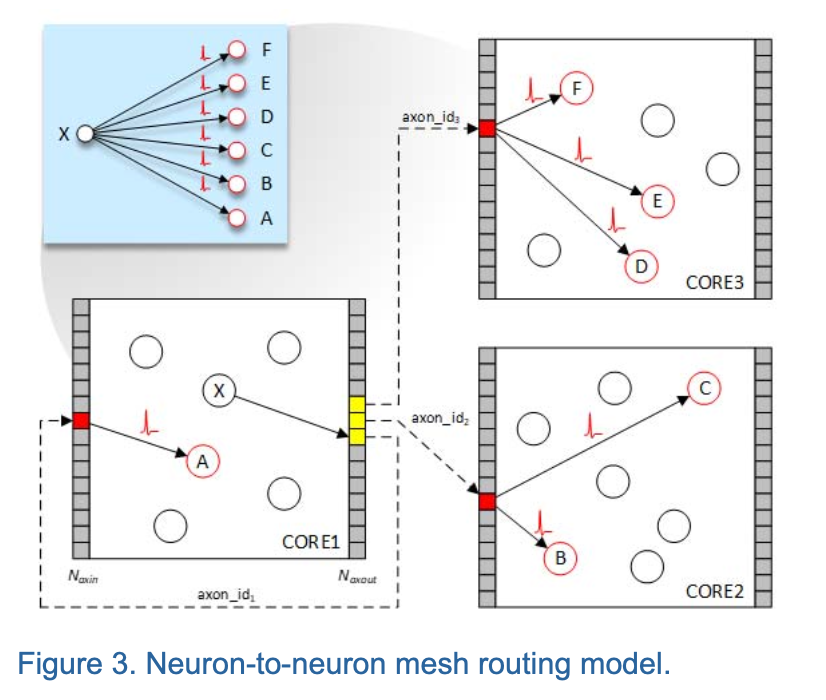 X
F
E
D
C
B
A
axon_id₃
F
E
D
CORE3
X
A
CORE1
Nₐₓᵢₙ
Nₐₓₒᵤₜ
axon_id₁
axon_id₂
C
B
CORE2
Figure 3. Neuron-to-neuron mesh routing model.